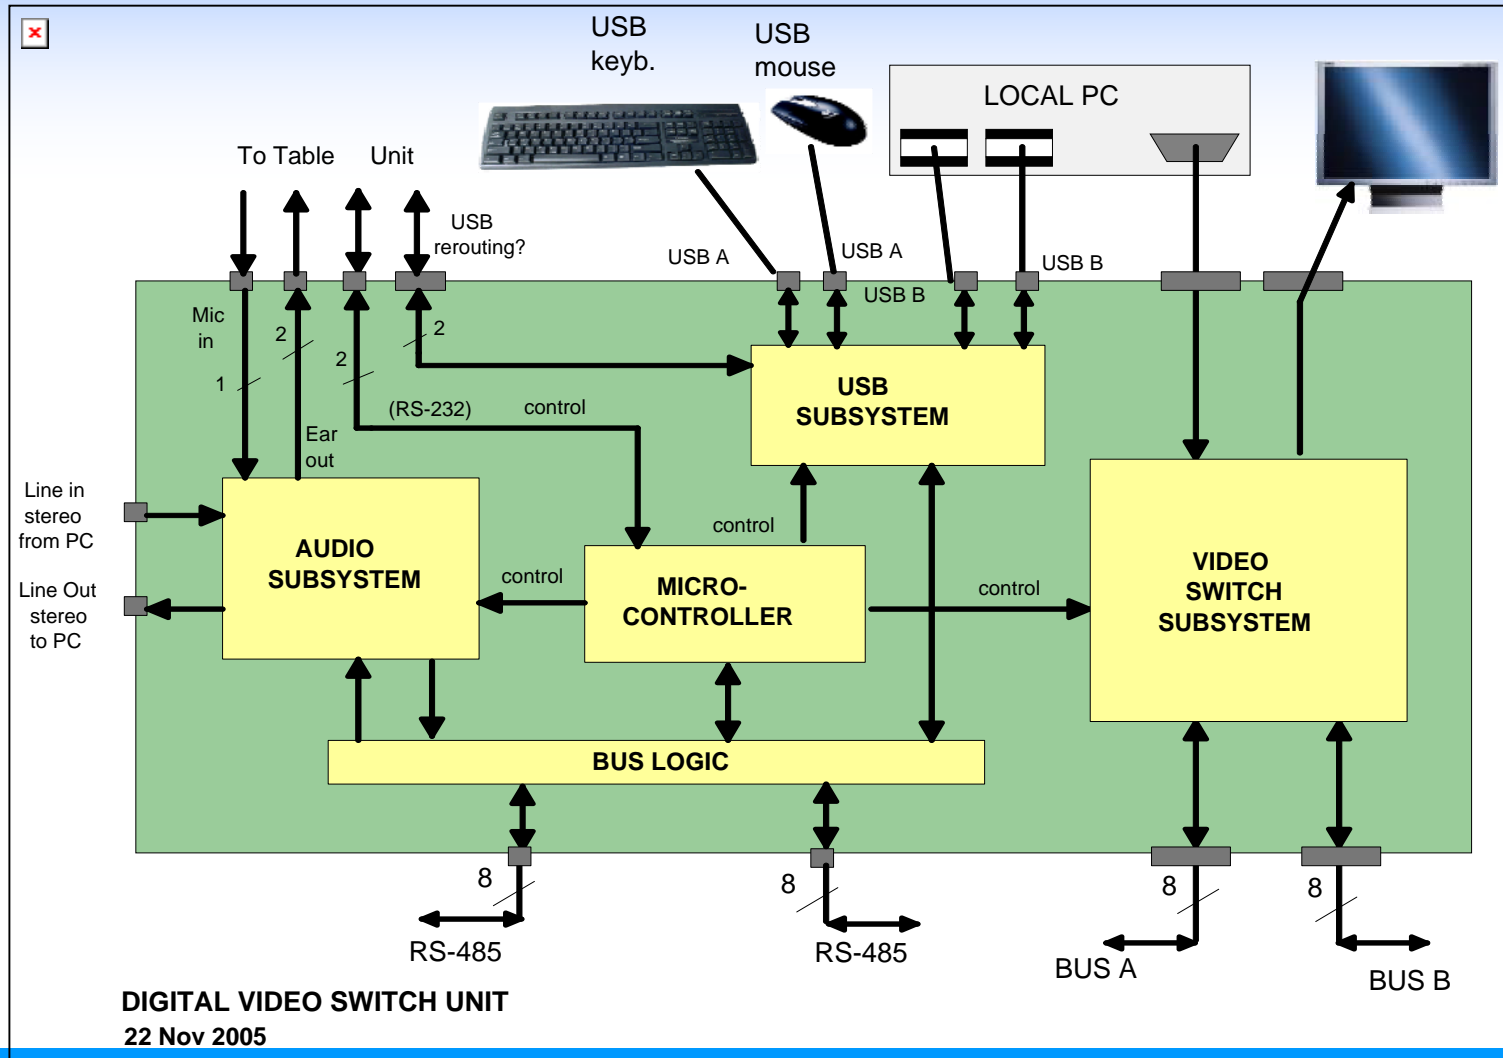 USB
keyb.
USB
mouse
LOCAL PC
To Table Unit
USB
rerouting?
USB A
USB A
USB B
USB B
Mic
in
2
2
2
1
(RS-232)
control
Ear
out
USB
SUBSYSTEM
Line in
stereo
from PC
AUDIO
SUBSYSTEM
control
control
MICRO-
CONTROLLER
control
VIDEO
SWITCH
SUBSYSTEM
Line Out
stereo
to PC
BUS LOGIC
8
8
8
8
RS-485
RS-485
BUS A
BUS B
DIGITAL VIDEO SWITCH UNIT
22 Nov 2005